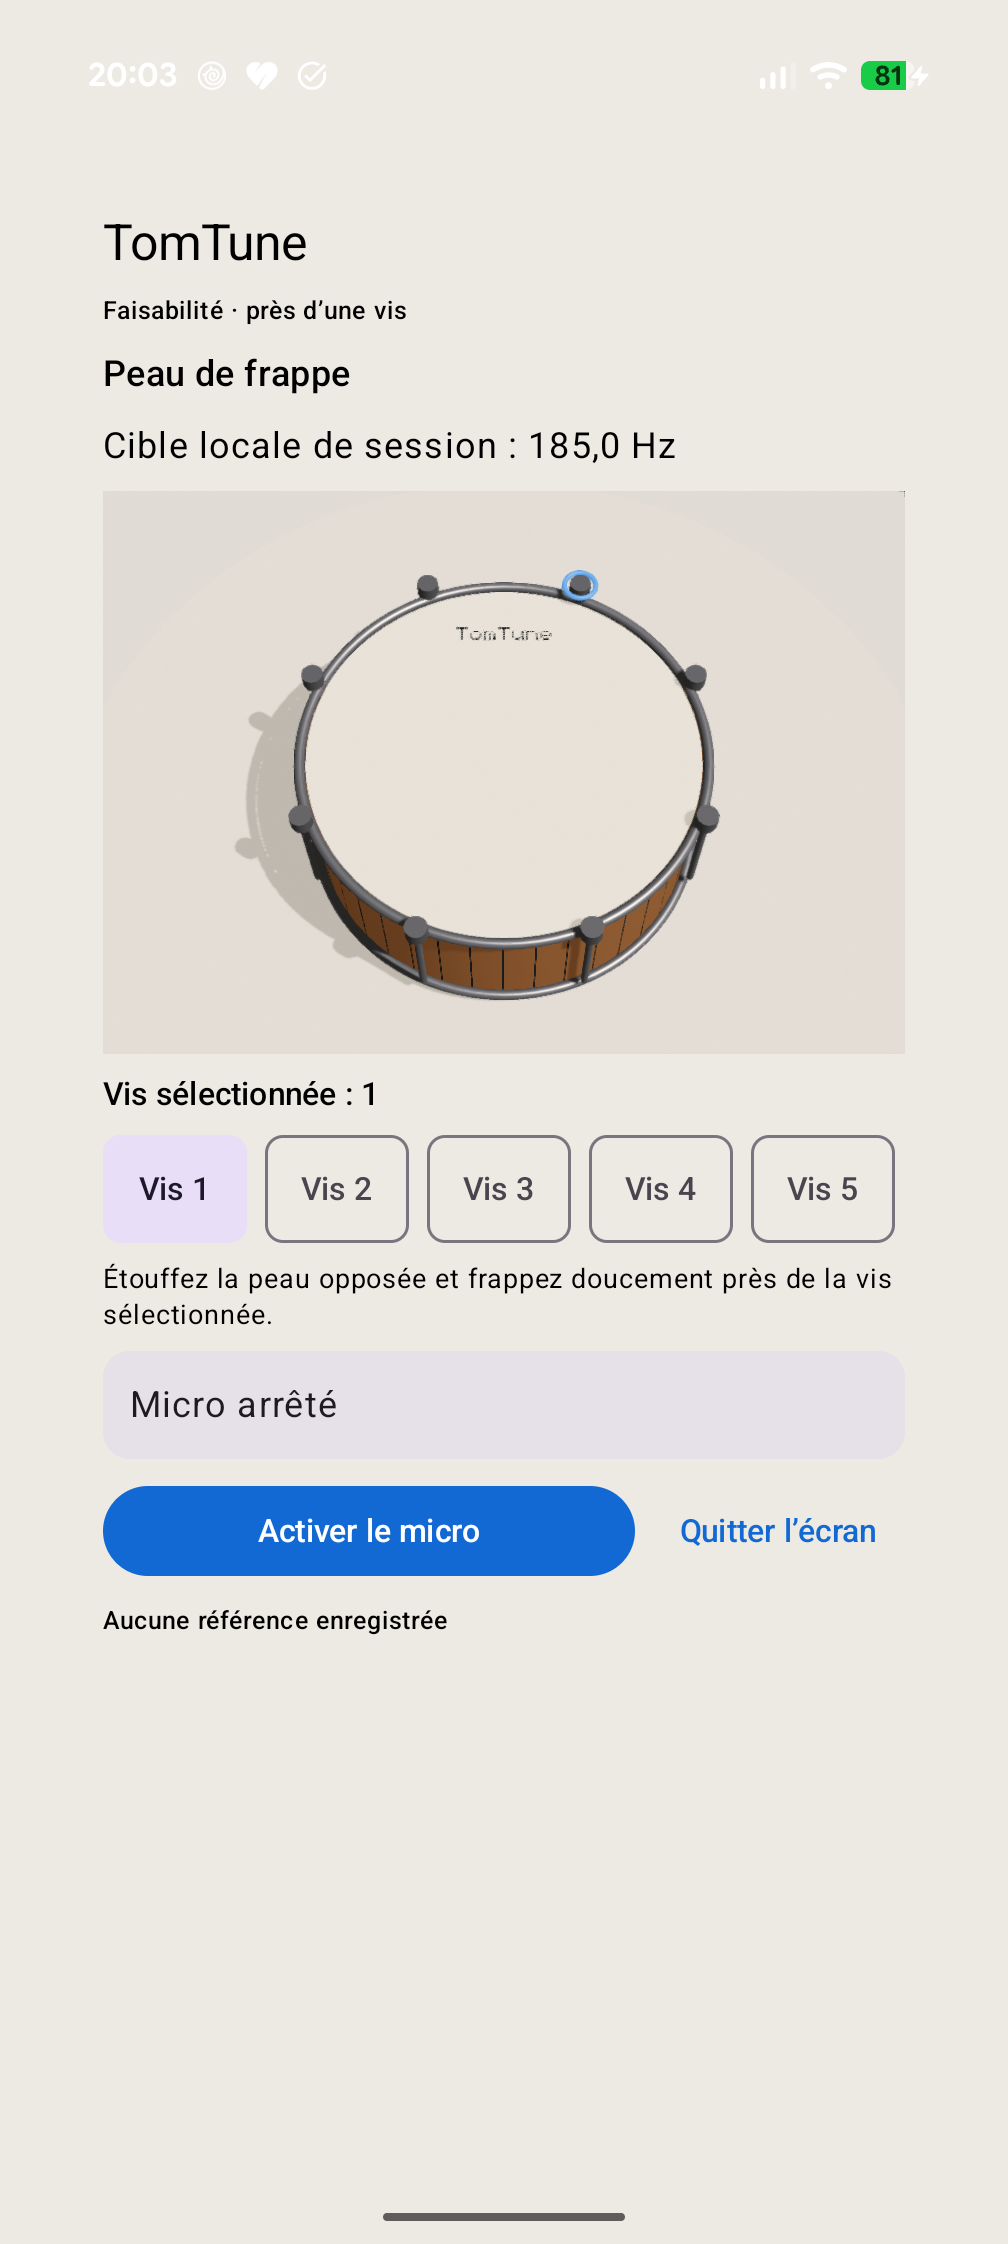 20:03
81
TomTune
Faisabilité · près d’une vis
Peau de frappe
Cible locale de session : 185,0 Hz
TomTune
Vis sélectionnée : 1
Vis 1
Vis 2
Vis 3
Vis 4
Vis 5
Étouffez la peau opposée et frappez doucement près de la vis
sélectionnée.
Micro arrêté
Activer le micro
Quitter l’écran
Aucune référence enregistrée